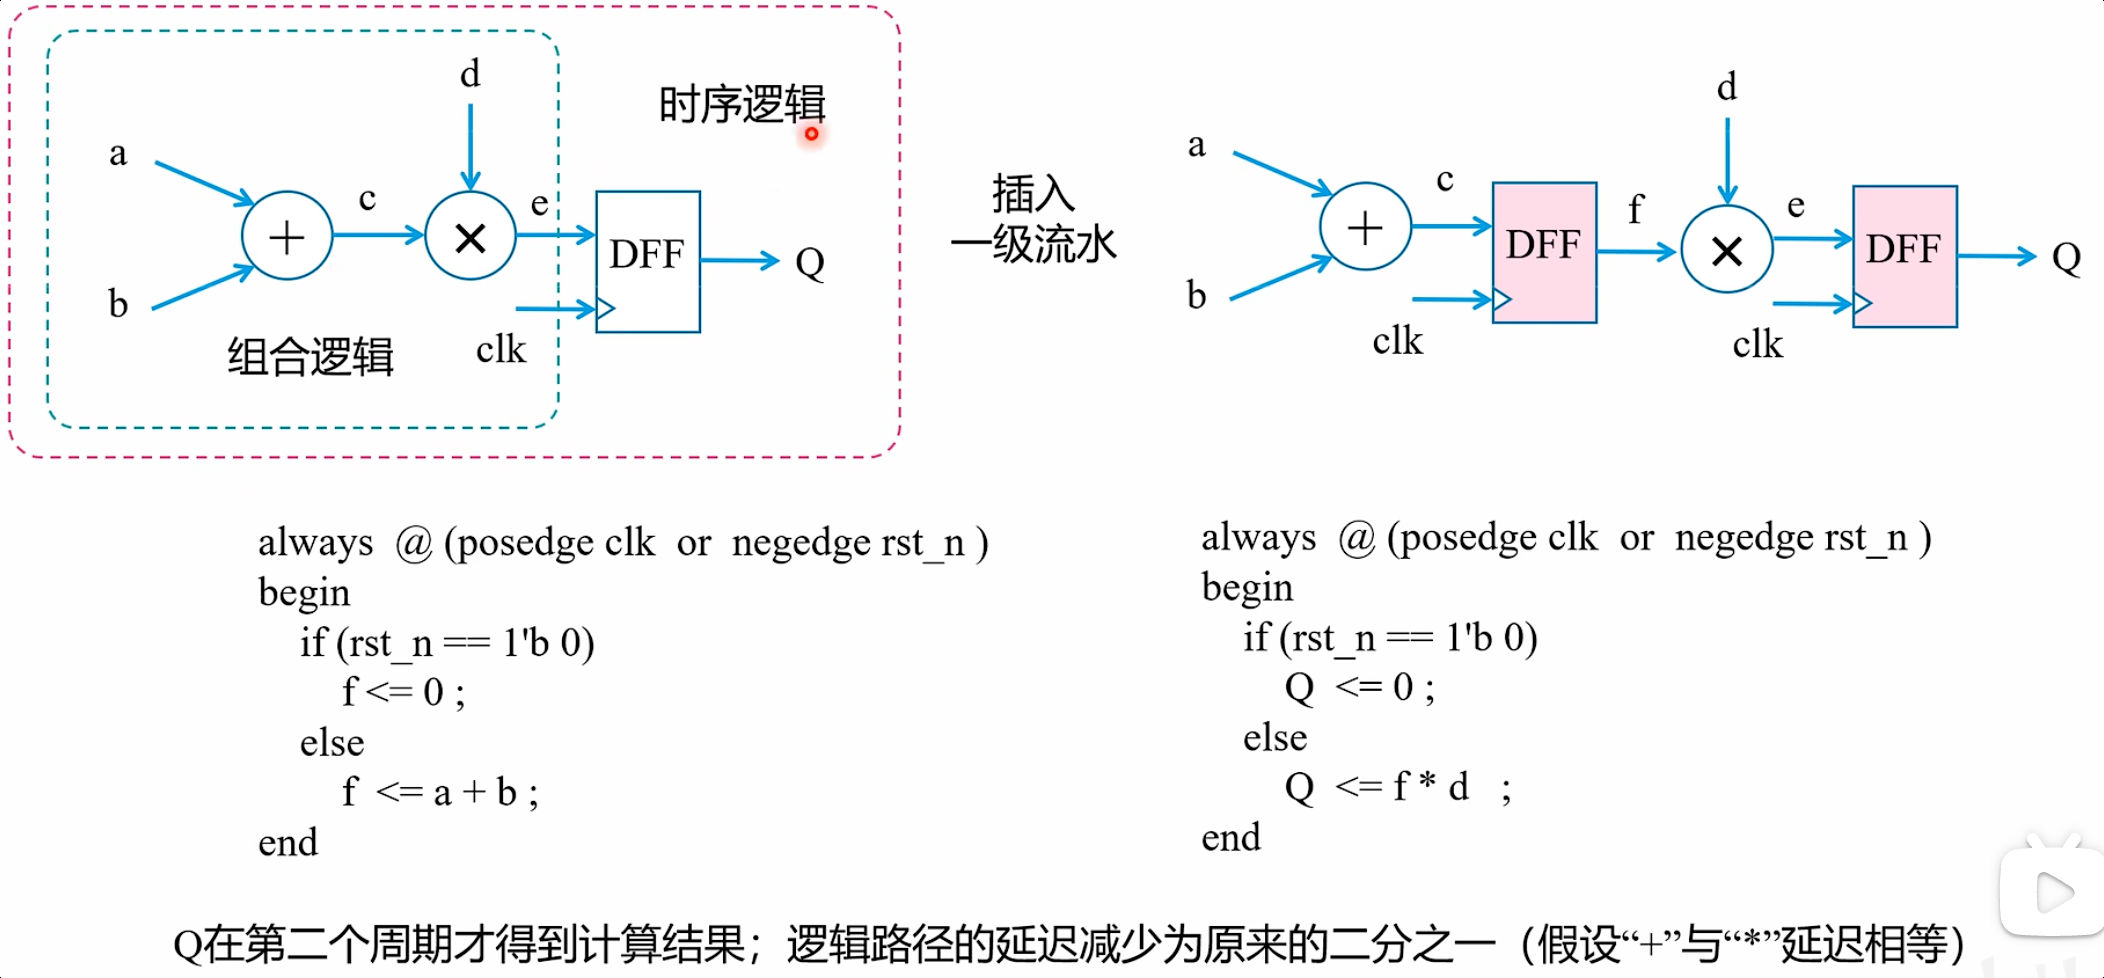 时序逻辑
d
a
c
e
+
×
DFF
Q
b
组合逻辑
clk
插入
一级流水
d
a
c
f
e
+
DFF
×
DFF
Q
b
clk
clk
always @ (posedge clk or negedge rst_n )
begin
if (rst_n == 1'b 0)
f <= 0 ;
else
f <= a + b ;
end
always @ (posedge clk or negedge rst_n )
begin
if (rst_n == 1'b 0)
Q <= 0 ;
else
Q <= f * d ;
end
Q在第二个周期才得到计算结果；逻辑路径的延迟减少为原来的二分之一（假设“+”与“*”延迟相等）